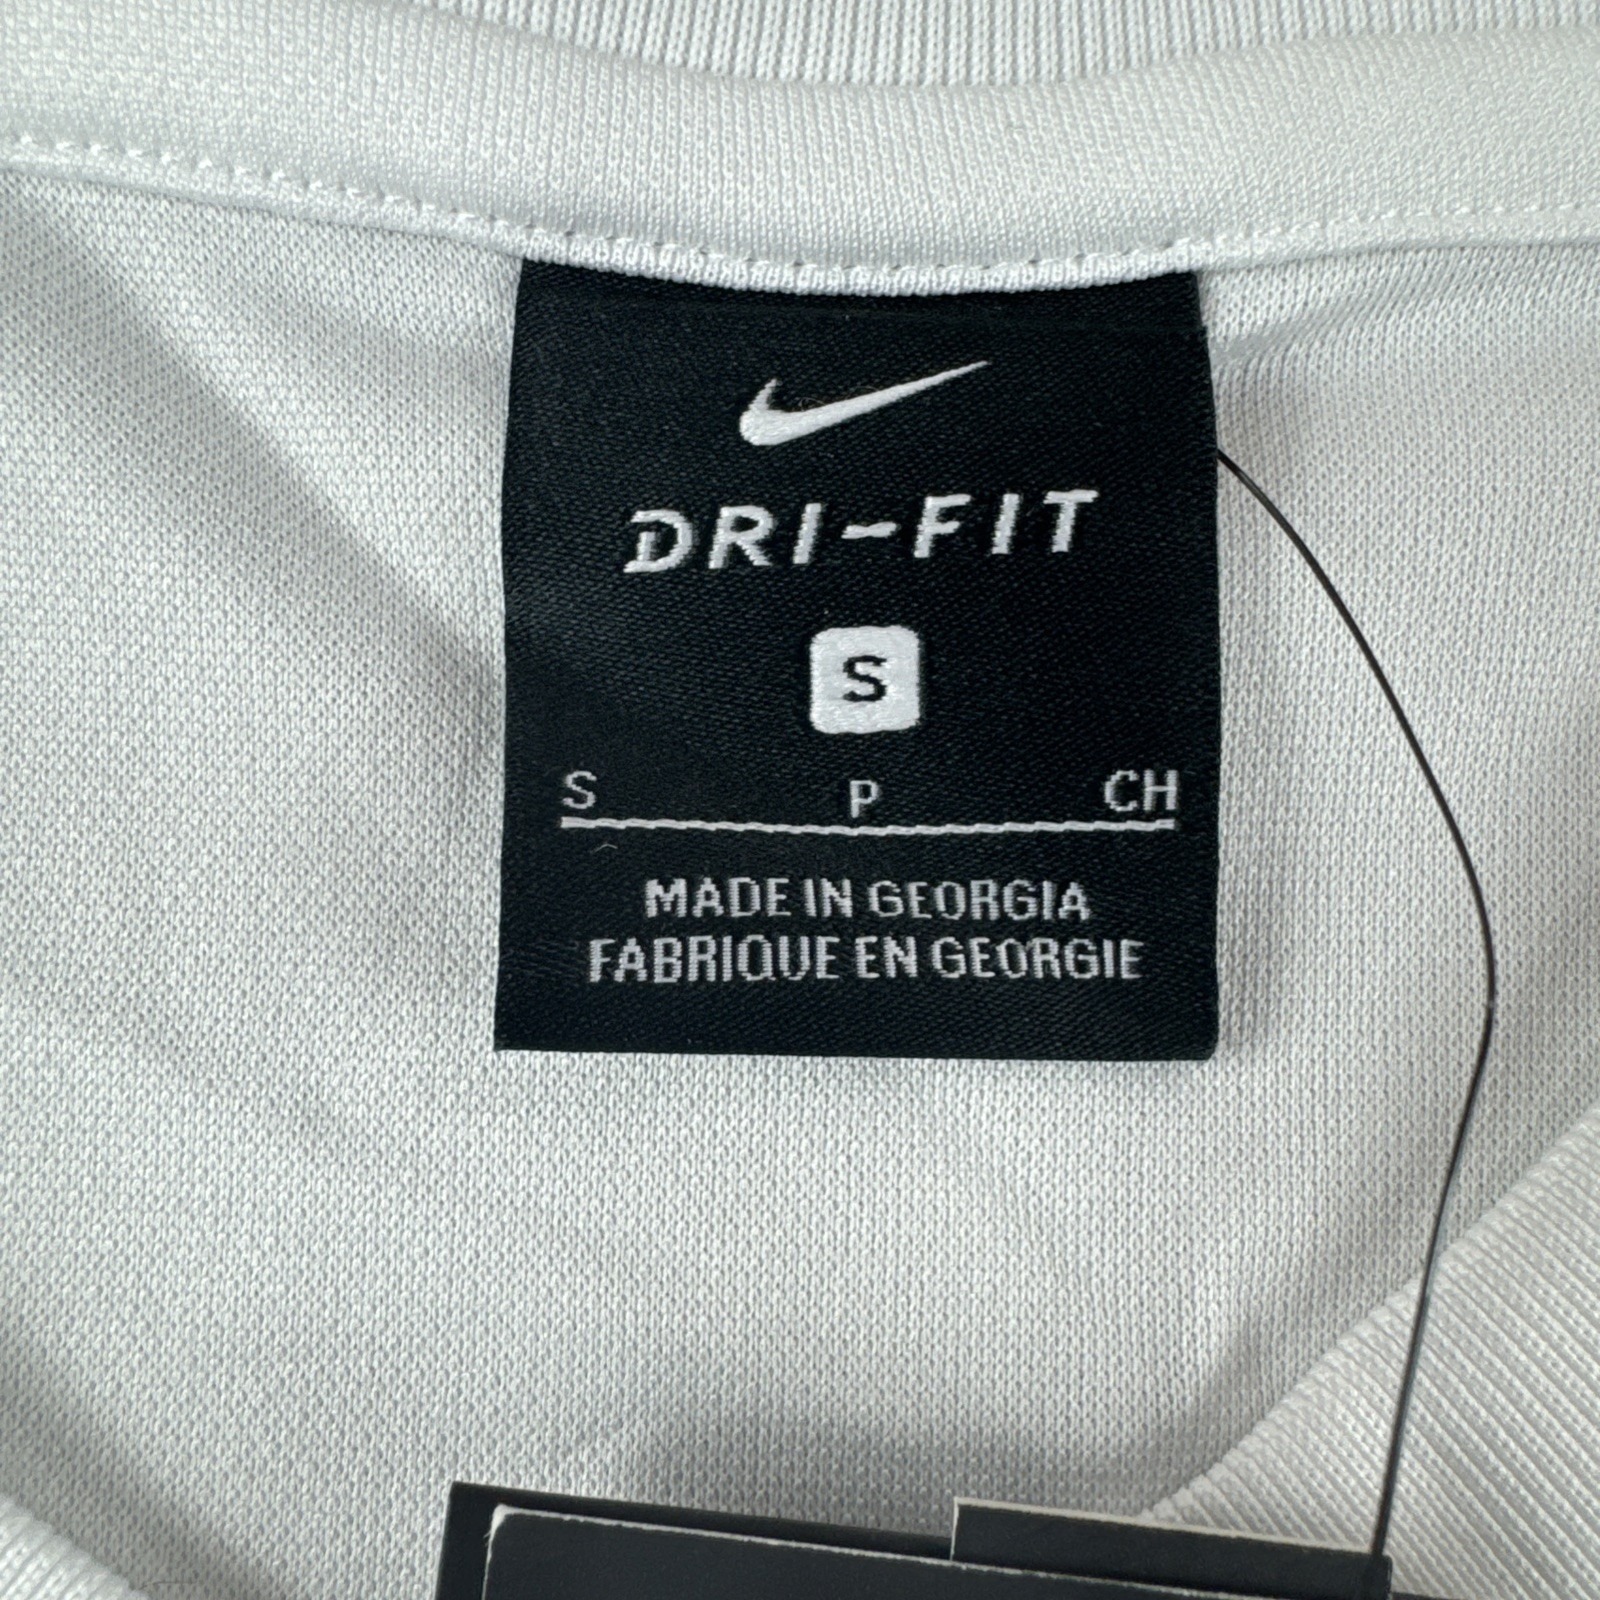 DRI-FIT
S
S P CH
MADE IN GEORGIA
FABRIQUE EN GEORGIE